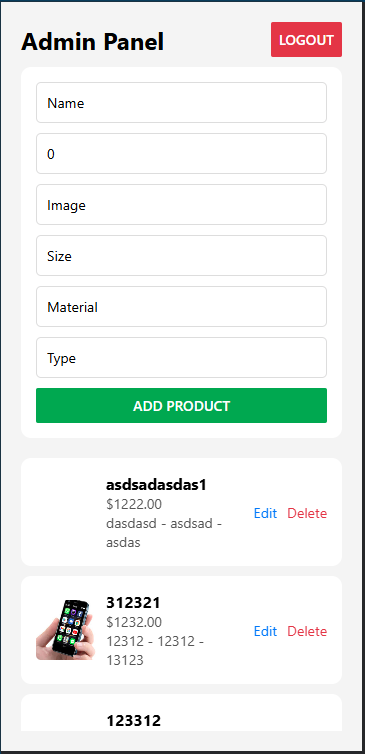 Admin Panel
LOGOUT
Name
0
Image
Size
Material
Type
ADD PRODUCT
asdsadasdas1
$1222.00
dasdasd - asdsad -
asdas
Edit Delete
312321
$1232.00
12312 - 12312 -
13123
Edit Delete
123312